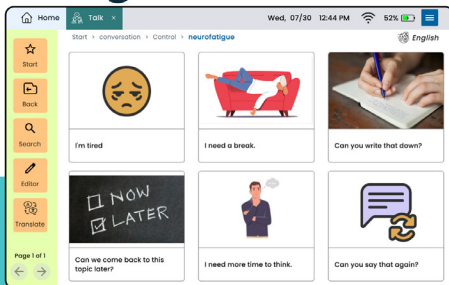 Home
Talk ×
Wed, 07/30 12:44 PM
52%
Start > conversation > Control > neurofatigue
English
Start
Back
Search
Editor
Translate
Page 1 of 1
I'm tired
I need a break.
Can you write that down?
NOW
LATER
Can we come back to this
topic later?
I need more time to think.
Can you say that again?